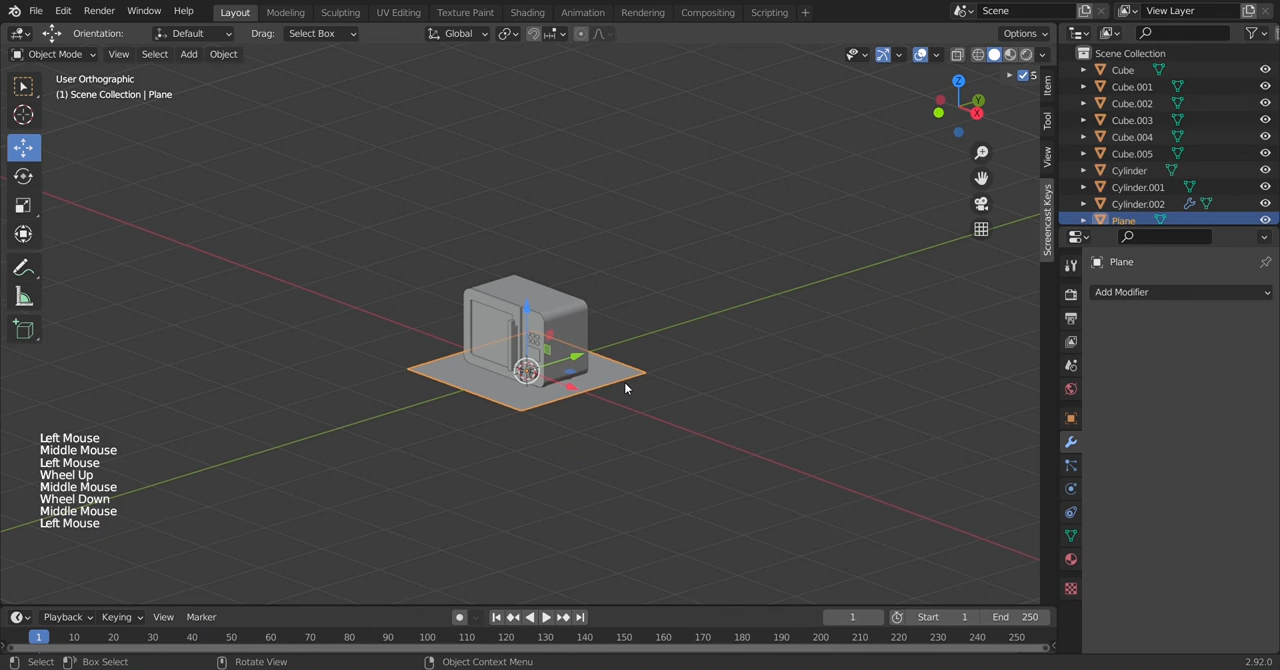 File Edit Render Window Help Layout Modeling Sculpting UV Editing Texture Paint Shading Animation Rendering Compositing Scripting + Scene View Layer
Orientation: Default Drag: Select Box Global Options
Object Mode View Select Add Object
User Orthographic
(1) Scene Collection | Plane
Z
Y
X
5
Item
Tool
View
Screencast Keys
Scene Collection
Cube
Cube.001
Cube.002
Cube.003
Cube.004
Cube.005
Cylinder
Cylinder.001
Cylinder.002
Plane
Plane
Add Modifier
Left Mouse
Middle Mouse
Left Mouse
Wheel Up
Middle Mouse
Wheel Down
Middle Mouse
Left Mouse
Playback Keying View Marker 1 Start 1 End 250
1 10 20 30 40 50 60 70 80 90 100 110 120 130 140 150 160 170 180 190 200 210 220 230 240 250
Select Box Select Rotate View Object Context Menu 2.92.0